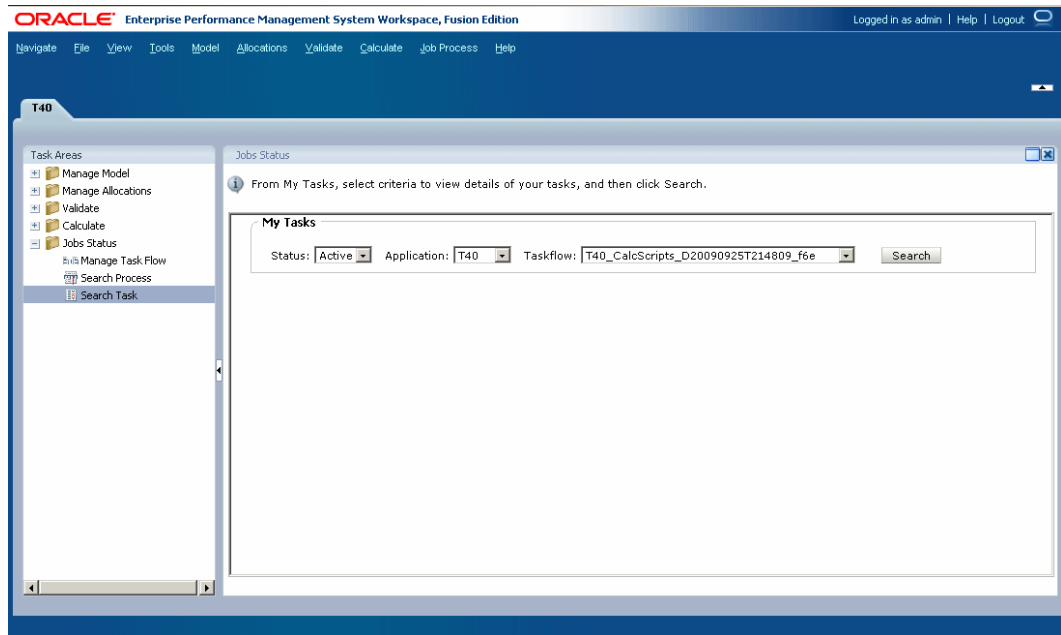 ORACLE Enterprise Performance Management System Workspace, Fusion Edition Logged in as admin | Help | Logout
Navigate File View Tools Model Allocations Validate Calculate Job Process Help
T40
Task Areas
Manage Model
Manage Allocations
Validate
Calculate
Jobs Status
Manage Task Flow
Search Process
Search Task
Jobs Status
From My Tasks, select criteria to view details of your tasks, and then click Search.
My Tasks
Status: Active Application: T40 Taskflow: T40_CalcScripts_D20090925T214809_f6e Search